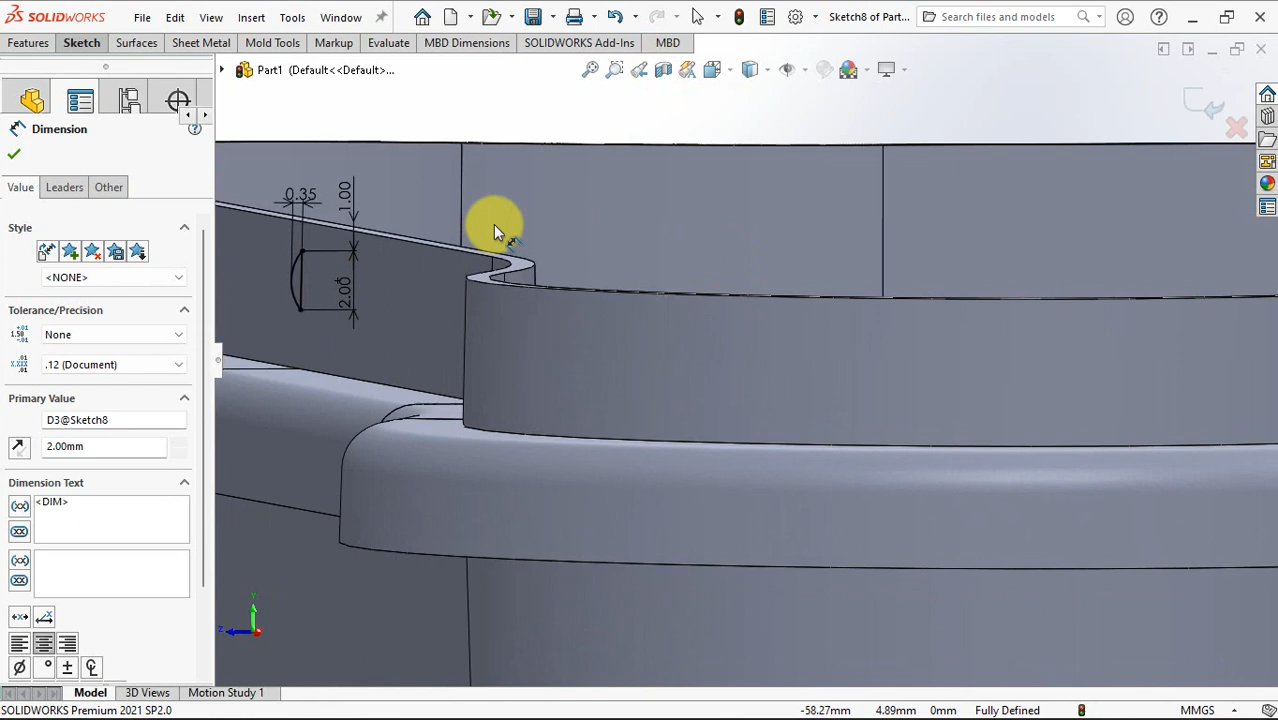 SOLIDWORKS
File
Edit
View
Insert
Tools
Window
Sketch8 of Part...
Search files and models
Features
Sketch
Surfaces
Sheet Metal
Mold Tools
Markup
Evaluate
MBD Dimensions
SOLIDWORKS Add-Ins
MBD
Part1 (Default<<Default>...
Dimension
Value
Leaders
Other
Style
<NONE>
Tolerance/Precision
None
.12 (Document)
Primary Value
D3@Sketch8
2.00mm
Dimension Text
<DIM>
0.35
1.00
2.00
Y
Z
Model
3D Views
Motion Study 1
SOLIDWORKS Premium 2021 SP2.0
-58.27mm
4.89mm
0mm
Fully Defined
MMGS